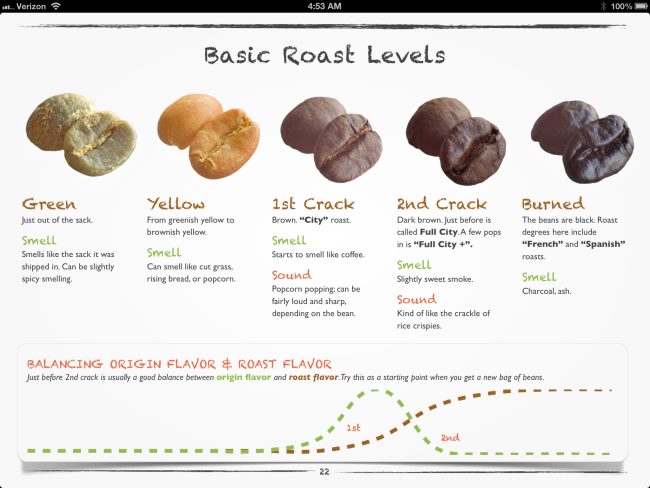 Verizon
4:53 AM
100%
Basic Roast Levels
Green
Just out of the sack.
Smell
Smells like the sack it was
shipped in. Can be slightly
spicy smelling.
Yellow
From greenish yellow to
brownish yellow.
Smell
Can smell like cut grass,
rising bread, or popcorn.
1st Crack
Brown. “City” roast.
Smell
Starts to smell like coffee.
Sound
Popcorn popping; can be
fairly loud and sharp,
depending on the bean.
2nd Crack
Dark brown. Just before is
called Full City. A few pops
in is “Full City +”.
Smell
Slightly sweet smoke.
Sound
Kind of like the crackle of
rice crispies.
Burned
The beans are black. Roast
degrees here include
“French” and “Spanish”
roasts.
Smell
Charcoal, ash.
BALANCING ORIGIN FLAVOR & ROAST FLAVOR
Just before 2nd crack is usually a good balance between origin flavor and roast flavor. Try this as a starting point when you get a new bag of beans.
1st
2nd
22